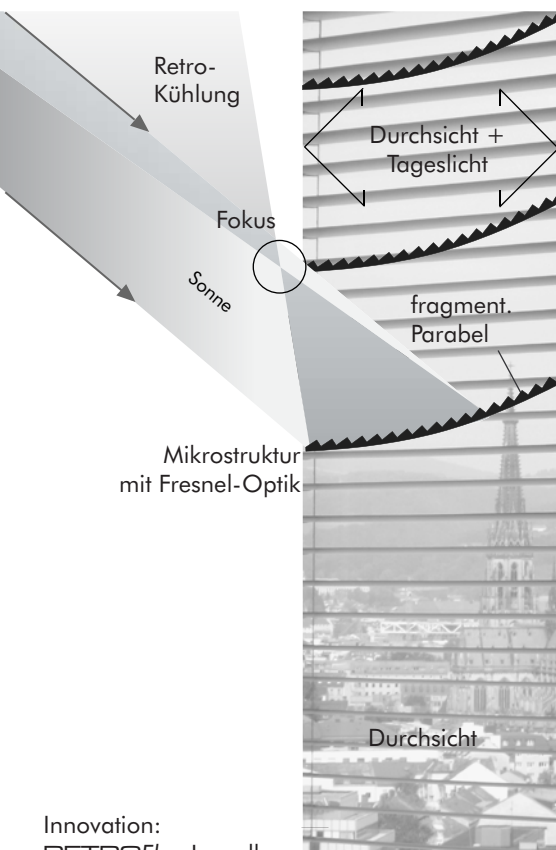 Retro-
Kühlung
Durchsicht +
Tageslicht
Fokus
Sonne
fragment.
Parabel
Mikrostruktur
mit Fresnel-Optik
Durchsicht
Innovation: